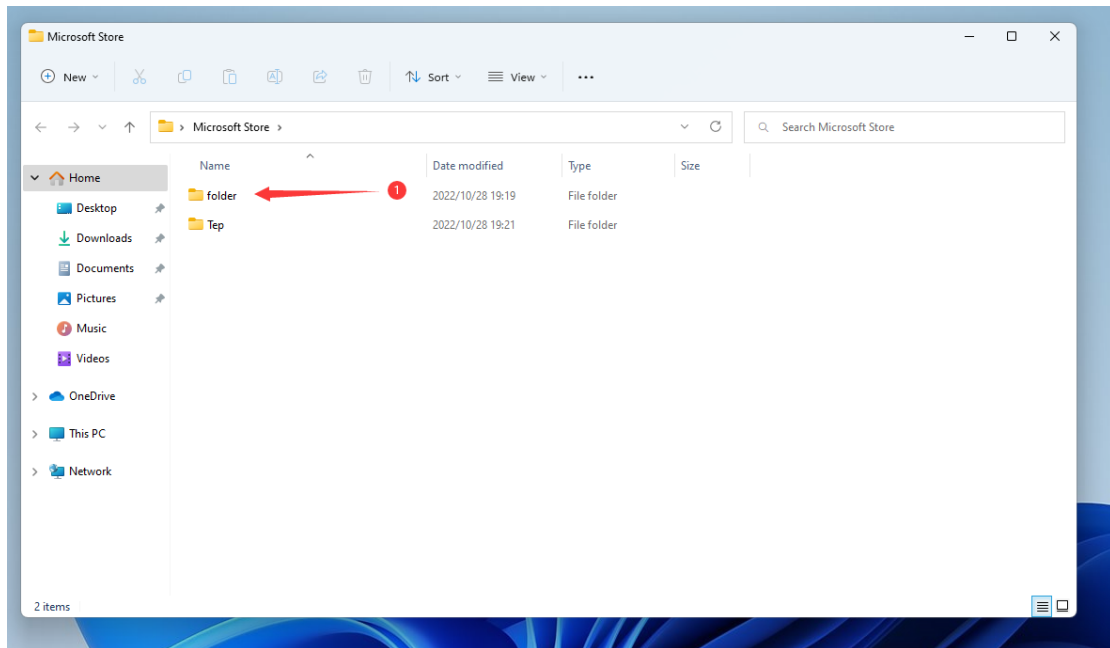 Microsoft Store
New Sort View
Microsoft Store Search Microsoft Store
Name Date modified Type Size
Home
folder 1 2022/10/28 19:19 File folder
Desktop
Tep 2022/10/28 19:21 File folder
Downloads
Documents
Pictures
Music
Videos
OneDrive
This PC
Network
2 items